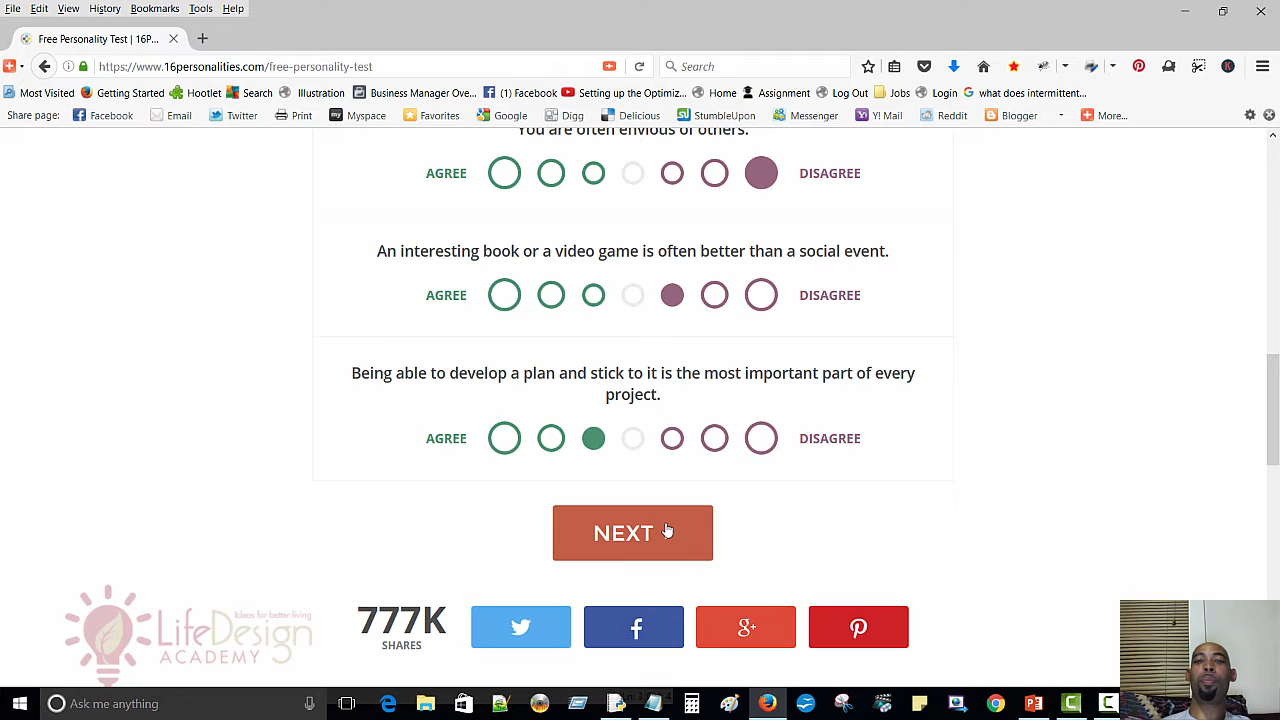 File Edit View History Bookmarks Tools Help
Free Personality Test | 16P...
https://www.16personalities.com/free-personality-test
Search
Most Visited Getting Started Hootlet Search Illustration Business Manager Ove... (1) Facebook Setting up the Optimiz... Home Assignment Log Out Jobs Login what does intermittent...
Share page: Facebook Email Twitter Print Myspace Favorites Google Digg Delicious StumbleUpon Messenger Y! Mail Reddit Blogger More...
You are often envious of others.
AGREE DISAGREE
An interesting book or a video game is often better than a social event.
AGREE DISAGREE
Being able to develop a plan and stick to it is the most important part of every
project.
AGREE DISAGREE
NEXT
777K
SHARES
Ideas for better living
LifeDesign
ACADEMY
Ask me anything